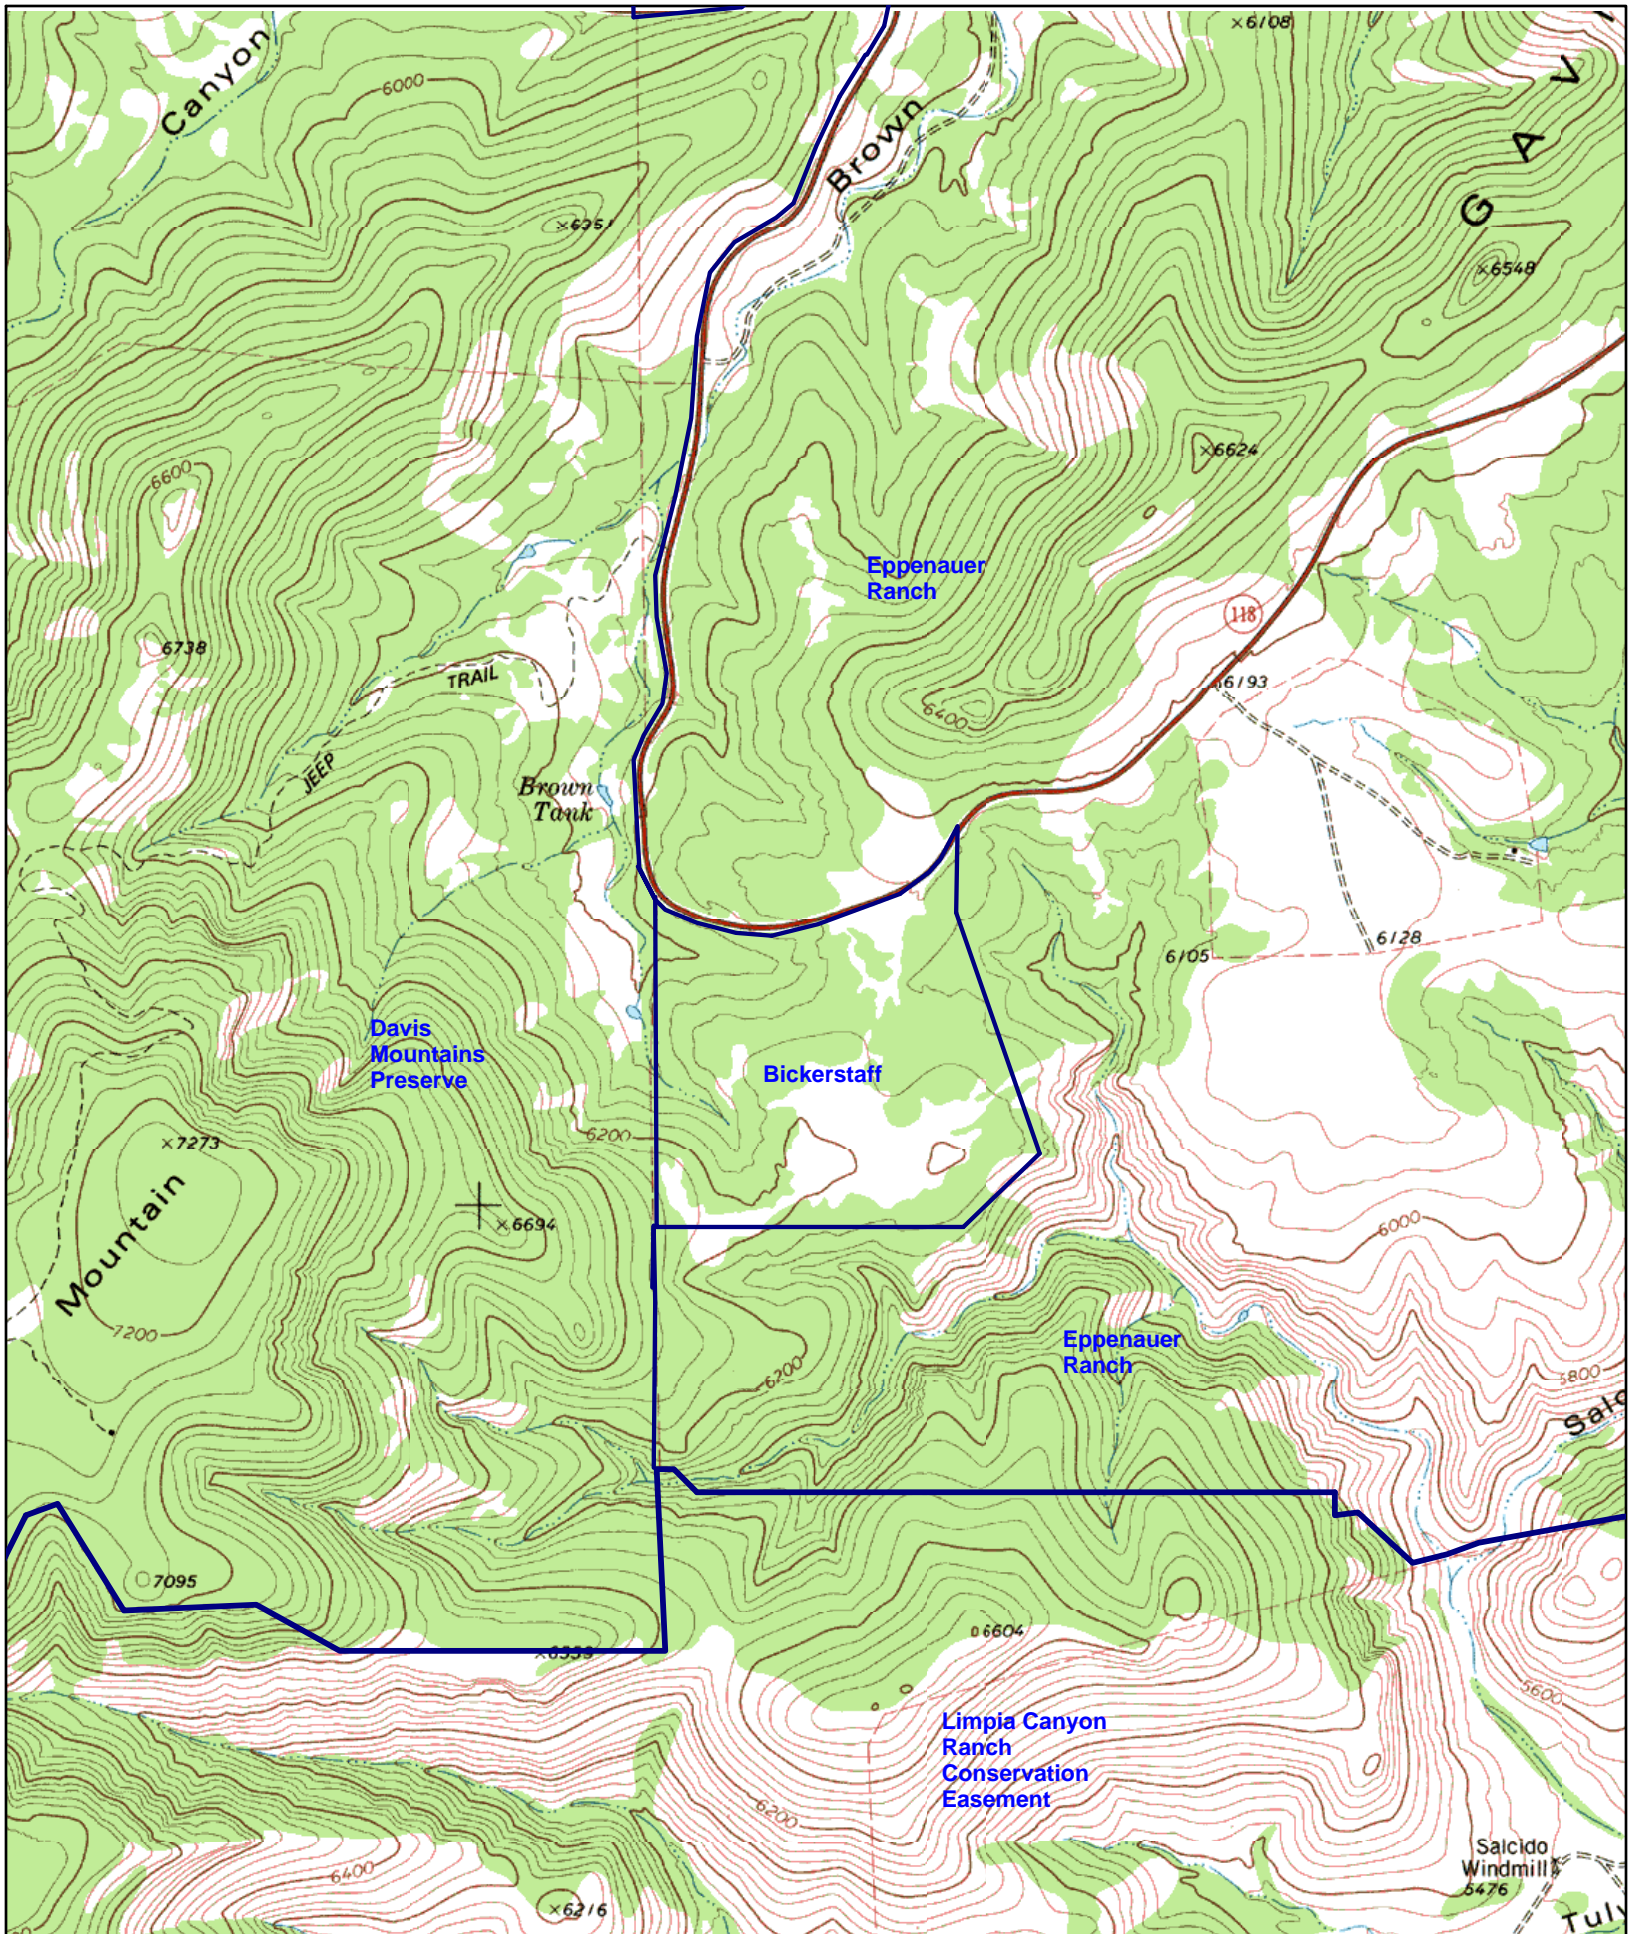 ×6108
Canyon
6000
Brown
G A V
×6351
×6548
×6624
6600
Eppenauer
Ranch
118
6738
TRAIL
6193
6400
JEEP
Brown
Tank
6128
6105
Davis
Mountains
Preserve
Bickerstaff
6200
×7273
×6694
Mountain
6000
7200
Eppenauer
Ranch
6200
5800
Salc
7095
6604
×6559
5600
Limpia Canyon
Ranch
Conservation
Easement
6200
Salcido
Windmill
5476
6400
×6216
Tul